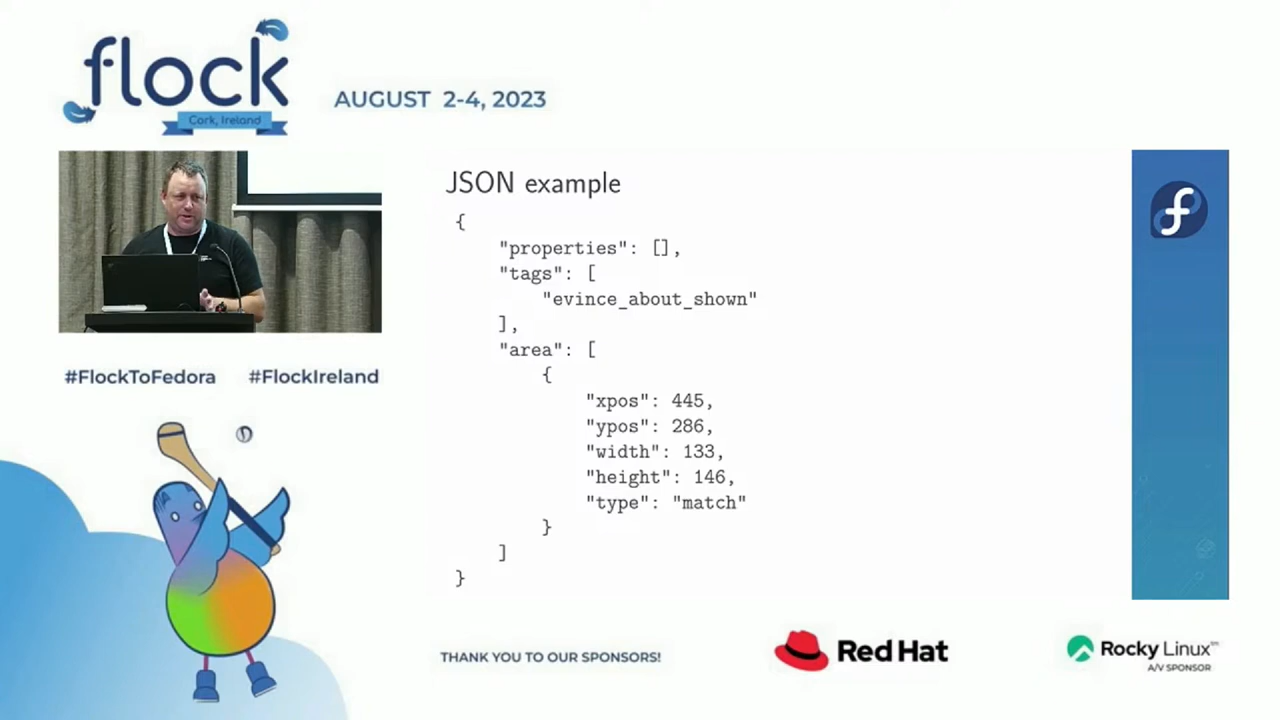 flock
Cork, Ireland
AUGUST 2-4, 2023
JSON example
{
"properties": [],
"tags": [
"evince_about_shown"
],
"area": [
{
"xpos": 445,
"ypos": 286,
"width": 133,
"height": 146,
"type": "match"
}
]
}
#FlockToFedora #FlockIreland
THANK YOU TO OUR SPONSORS!
Red Hat
Rocky Linux™
A/V SPONSOR